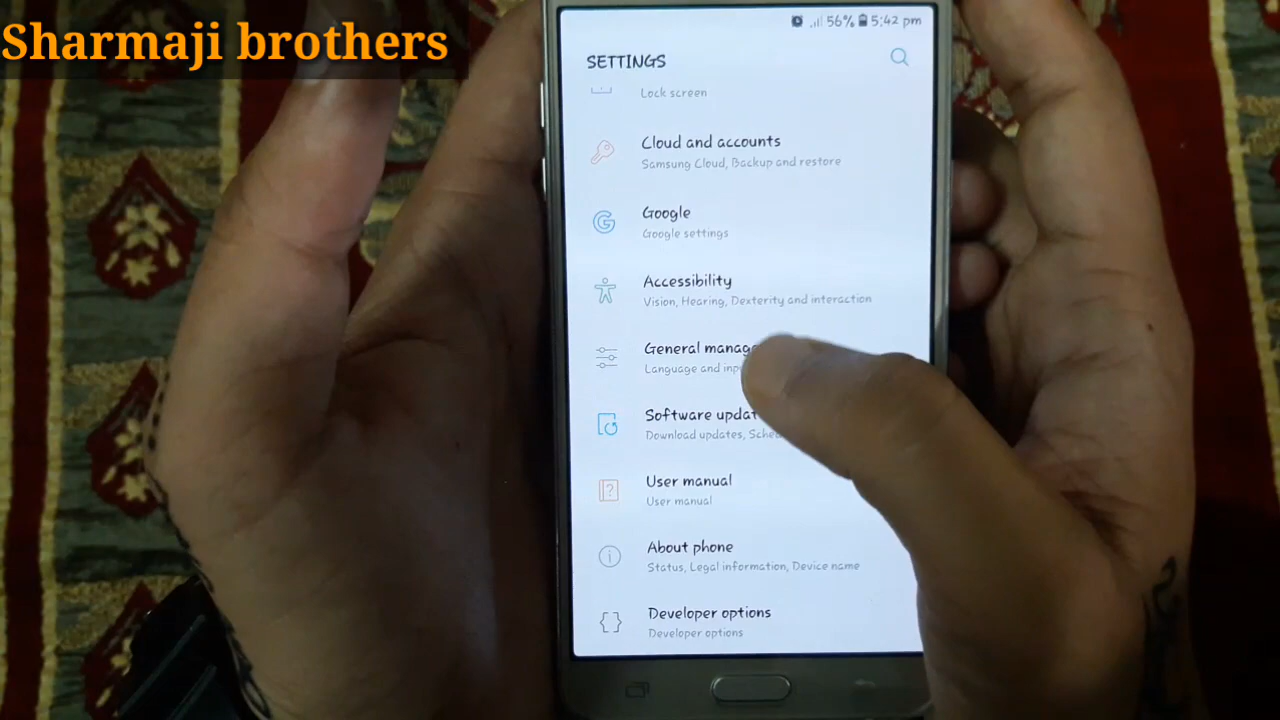 Sharmaji brothers
56% 5:42 pm
SETTINGS
Lock screen
Cloud and accounts
Samsung Cloud, Backup and restore
Google
Google settings
Accessibility
Vision, Hearing, Dexterity and interaction
General manag
Language and inp
Software updat
Download updates, Sche
User manual
User manual
About phone
Status, Legal information, Device name
Developer options
Developer options